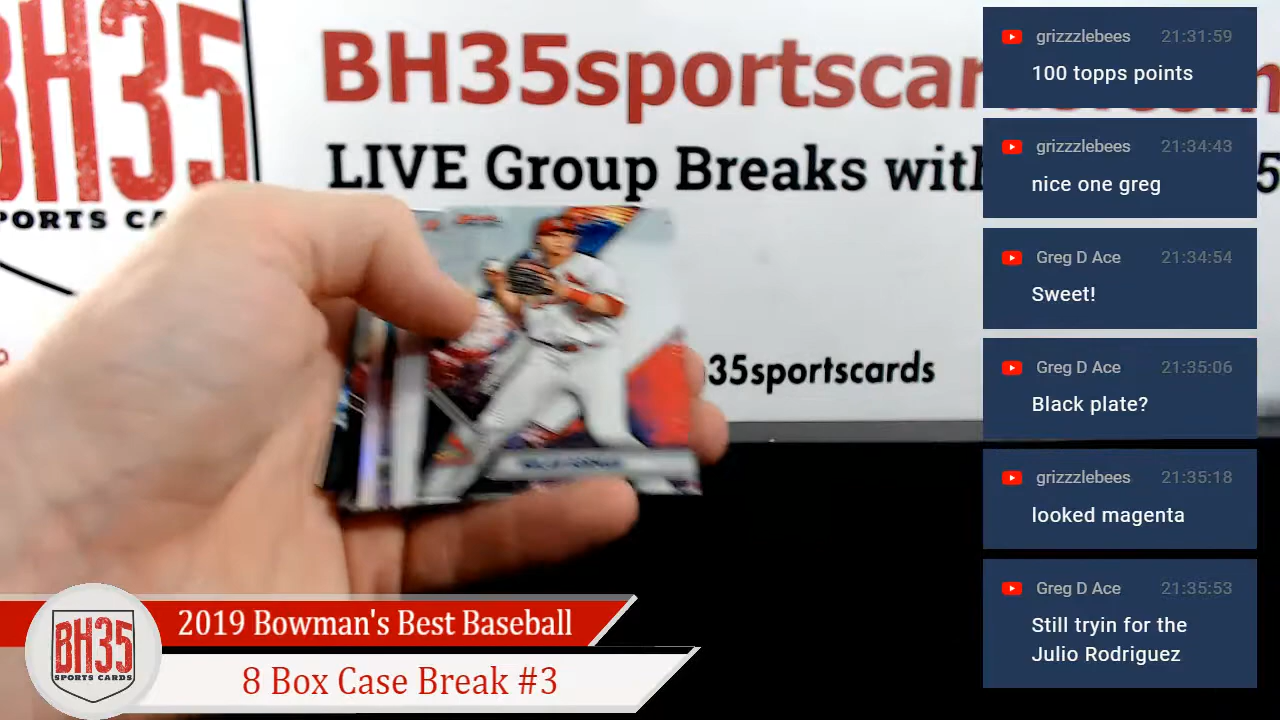 BH35
SPORTS CA
BH35sportscar
LIVE Group Breaks with
35sportscards
grizzzlebees 21:31:59
100 topps points
grizzzlebees 21:34:43
nice one greg
Greg D Ace 21:34:54
Sweet!
Greg D Ace 21:35:06
Black plate?
grizzzlebees 21:35:18
looked magenta
Greg D Ace 21:35:53
Still tryin for the
Julio Rodriguez
2019 Bowman's Best Baseball
8 Box Case Break #3
BH35
SPORTS CARDS